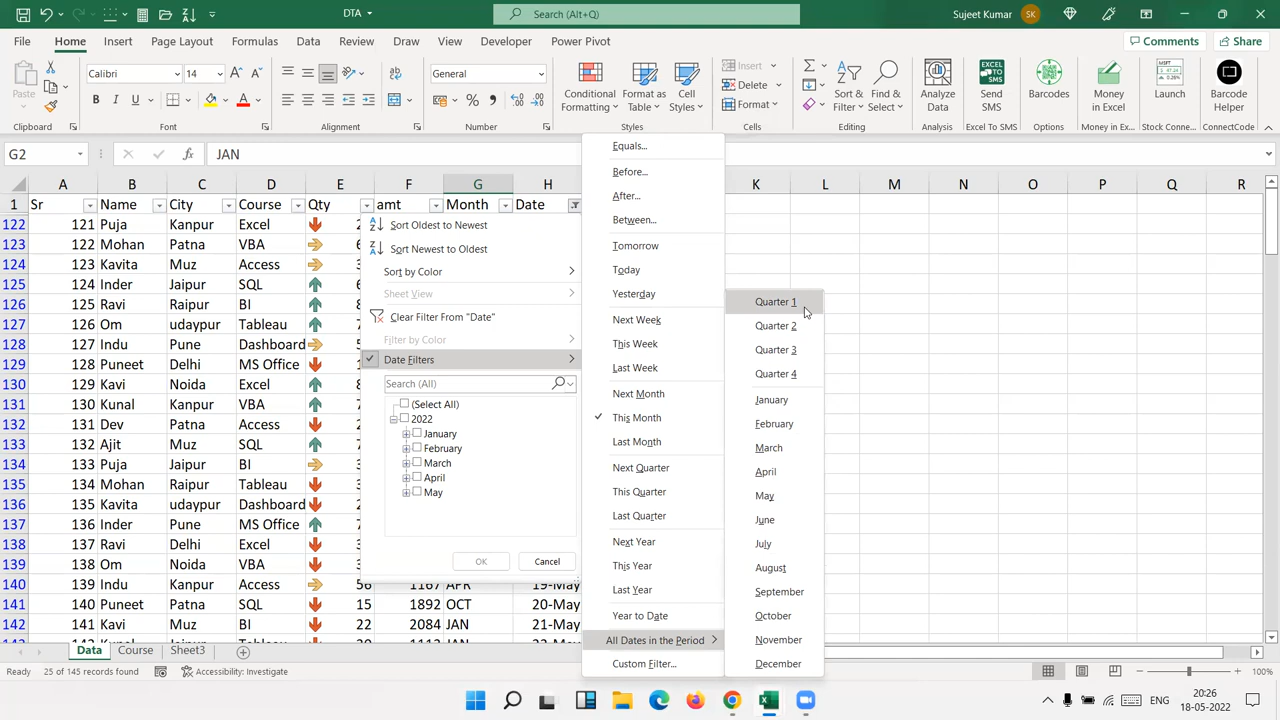 DTA
Search (Alt+Q)
Sujeet Kumar SK
File Home Insert Page Layout Formulas Data Review View Draw Developer Power Pivot Comments Share
Paste
Calibri 14
B I U
General
Conditional Formatting
Format as Table
Cell Styles
Insert
Delete
Format
Sort & Filter
Find & Select
Analyze Data
Send SMS
Barcodes
Money in Excel
Launch
Barcode Helper
Clipboard Font Alignment Number Styles Cells Editing Analysis Excel To SMS Options Money in Ex... Stock Conne... ConnectCode
G2 fx JAN
A B C D E F G H K L M N O P Q R
1 Sr Name City Course Qty amt Month Date
122 121 Puja Kanpur Excel
123 122 Mohan Patna VBA
124 123 Kavita Muz Access
125 124 Inder Jaipur SQL
126 125 Ravi Raipur BI
127 126 Om udaypur Tableau
128 127 Indu Pune Dashboard
129 128 Puneet Delhi MS Office
130 129 Kavi Noida Excel
131 130 Kunal Kanpur VBA
132 131 Dev Patna Access
133 132 Ajit Muz SQL
134 133 Puja Jaipur BI
135 134 Mohan Raipur Tableau
136 135 Kavita udaypur Dashboard
137 136 Inder Pune MS Office
138 137 Ravi Delhi Excel
139 138 Om Noida VBA
140 139 Indu Kanpur Access 56 1167 APR 19-May
141 140 Puneet Patna SQL 15 1892 OCT 20-May
142 141 Kavi Muz BI 22 2084 JAN 21-May
Sort Oldest to Newest
Sort Newest to Oldest
Sort by Color
Sheet View
Clear Filter From "Date"
Filter by Color
Date Filters
Search (All)
(Select All)
2022
January
February
March
April
May
OK Cancel
Equals...
Before...
After...
Between...
Tomorrow
Today
Yesterday
Next Week
This Week
Last Week
Next Month
This Month
Last Month
Next Quarter
This Quarter
Last Quarter
Next Year
This Year
Last Year
Year to Date
All Dates in the Period
Custom Filter...
Quarter 1
Quarter 2
Quarter 3
Quarter 4
January
February
March
April
May
June
July
August
September
October
November
December
Data Course Sheet3
Ready 25 of 145 records found Accessibility: Investigate 100%
20:26
18-05-2022